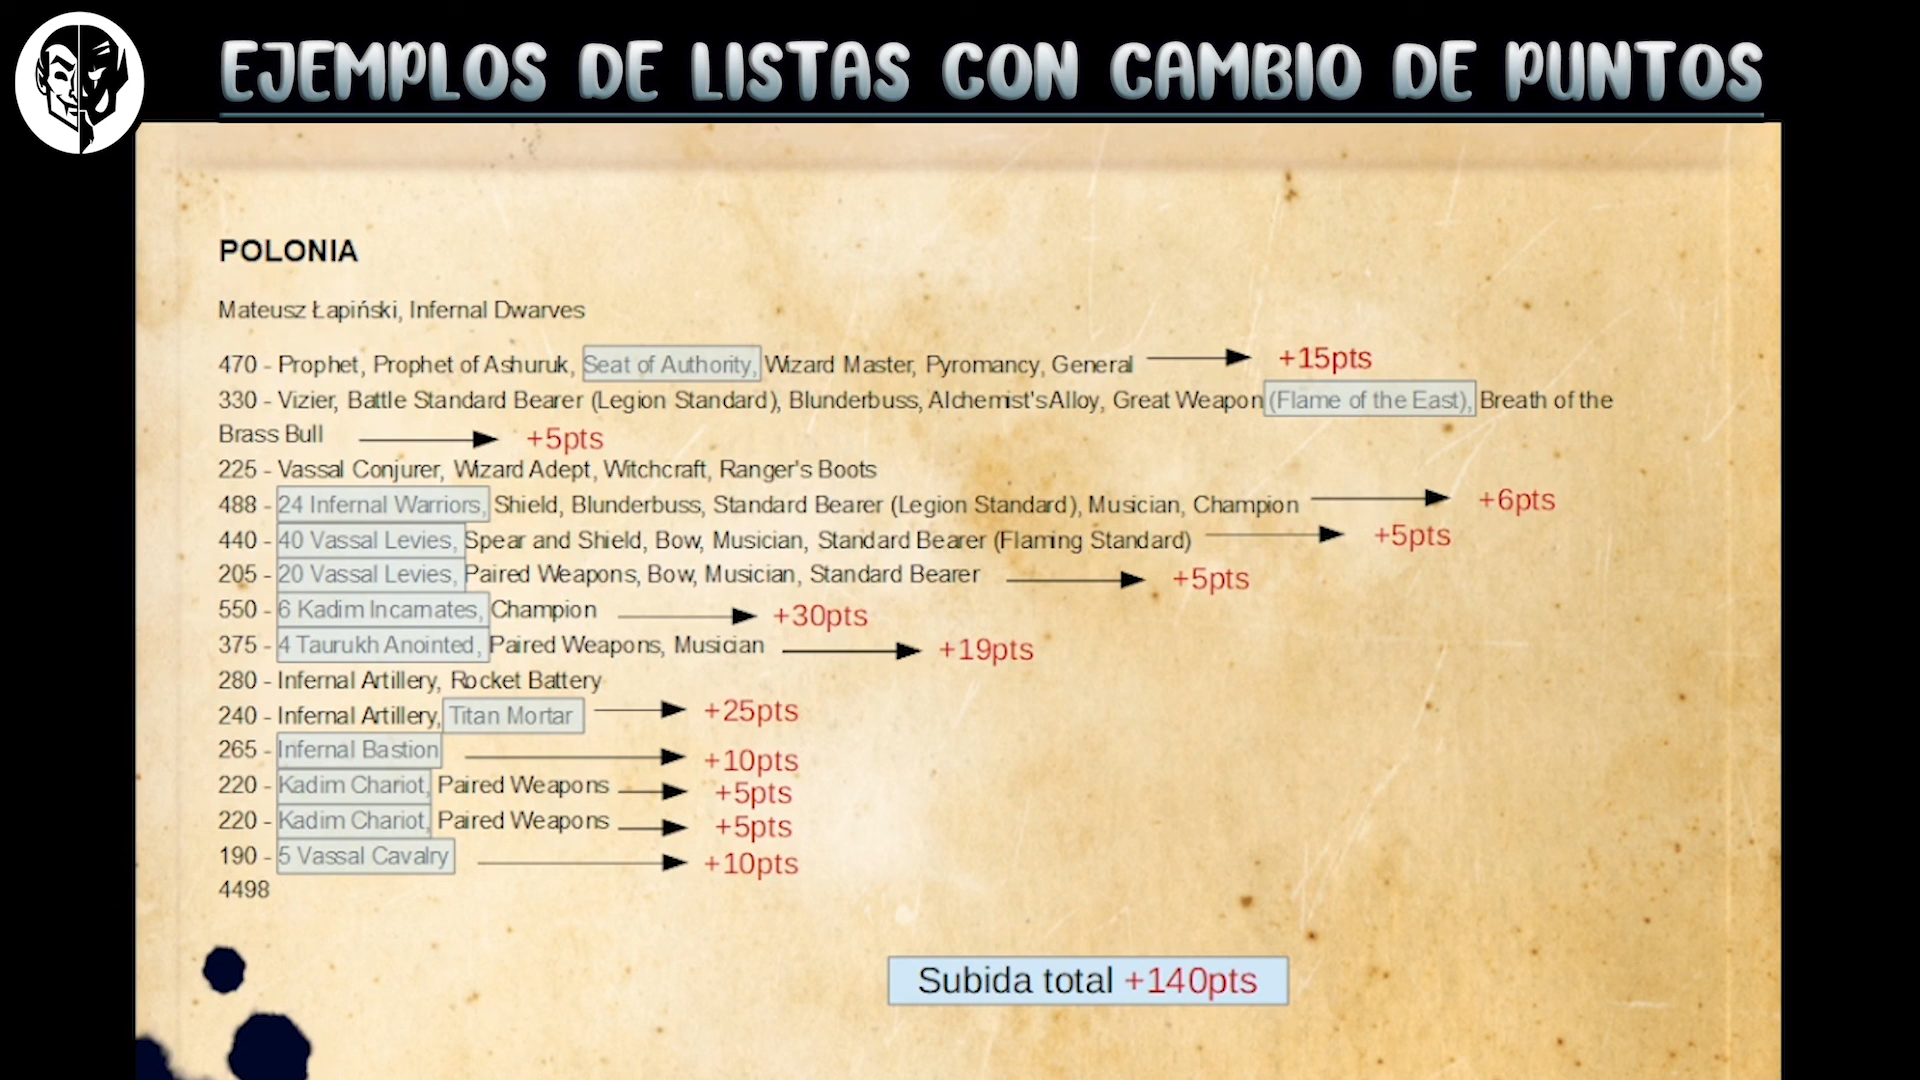 EJEMPLOS DE LISTAS CON CAMBIO DE PUNTOS
POLONIA
Mateusz Łapiński, Infernal Dwarves
470 - Prophet, Prophet of Ashuruk, Seat of Authority, Wizard Master, Pyromancy, General +15pts
330 - Vizier, Battle Standard Bearer (Legion Standard), Blunderbuss, Alchemist's Alloy, Great Weapon (Flame of the East), Breath of the
Brass Bull +5pts
225 - Vassal Conjurer, Wizard Adept, Witchcraft, Ranger's Boots
488 - 24 Infernal Warriors, Shield, Blunderbuss, Standard Bearer (Legion Standard), Musician, Champion +6pts
440 - 40 Vassal Levies, Spear and Shield, Bow, Musician, Standard Bearer (Flaming Standard) +5pts
205 - 20 Vassal Levies, Paired Weapons, Bow, Musician, Standard Bearer +5pts
550 - 6 Kadim Incarnates, Champion +30pts
375 - 4 Taurukh Anointed, Paired Weapons, Musician +19pts
280 - Infernal Artillery, Rocket Battery
240 - Infernal Artillery, Titan Mortar +25pts
265 - Infernal Bastion +10pts
220 - Kadim Chariot, Paired Weapons +5pts
220 - Kadim Chariot, Paired Weapons +5pts
190 - 5 Vassal Cavalry +10pts
4498
Subida total +140pts